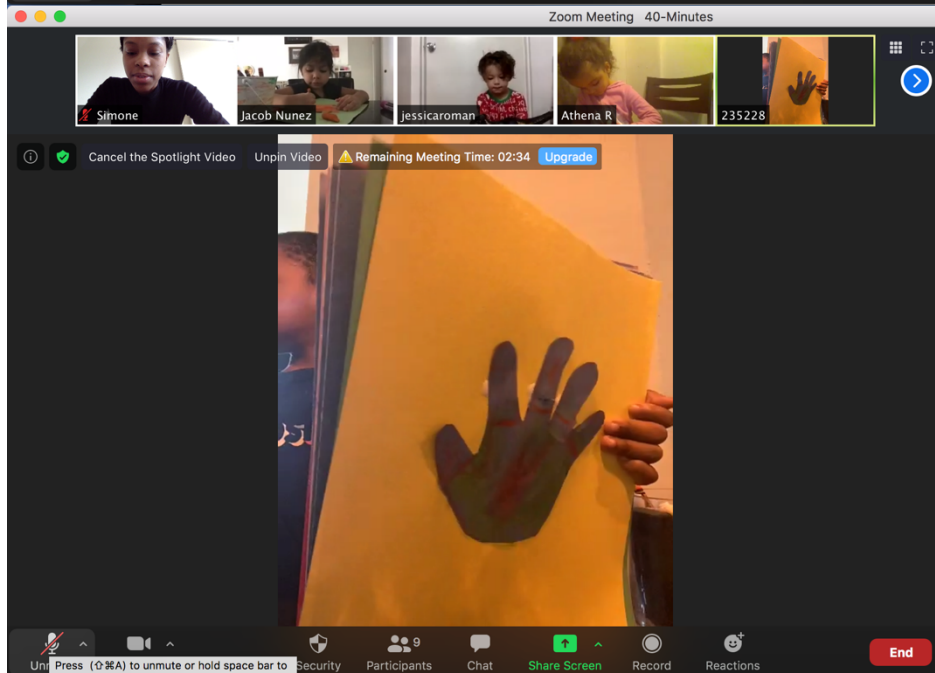 Zoom Meeting 40-Minutes
Simone
Jacob Nunez
jessicaroman
Athena R
235228
Cancel the Spotlight Video Unpin Video Remaining Meeting Time: 02:34 Upgrade
9
Press (⇧⌘A) to unmute or hold space bar to
Security
Participants
Chat
Share Screen
Record
Reactions
End